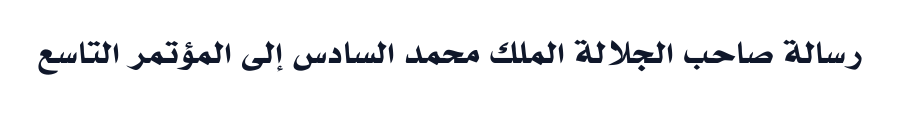 رسالة صاحب الجلالة الملك محمد السادس إلى المؤتمر التاسع